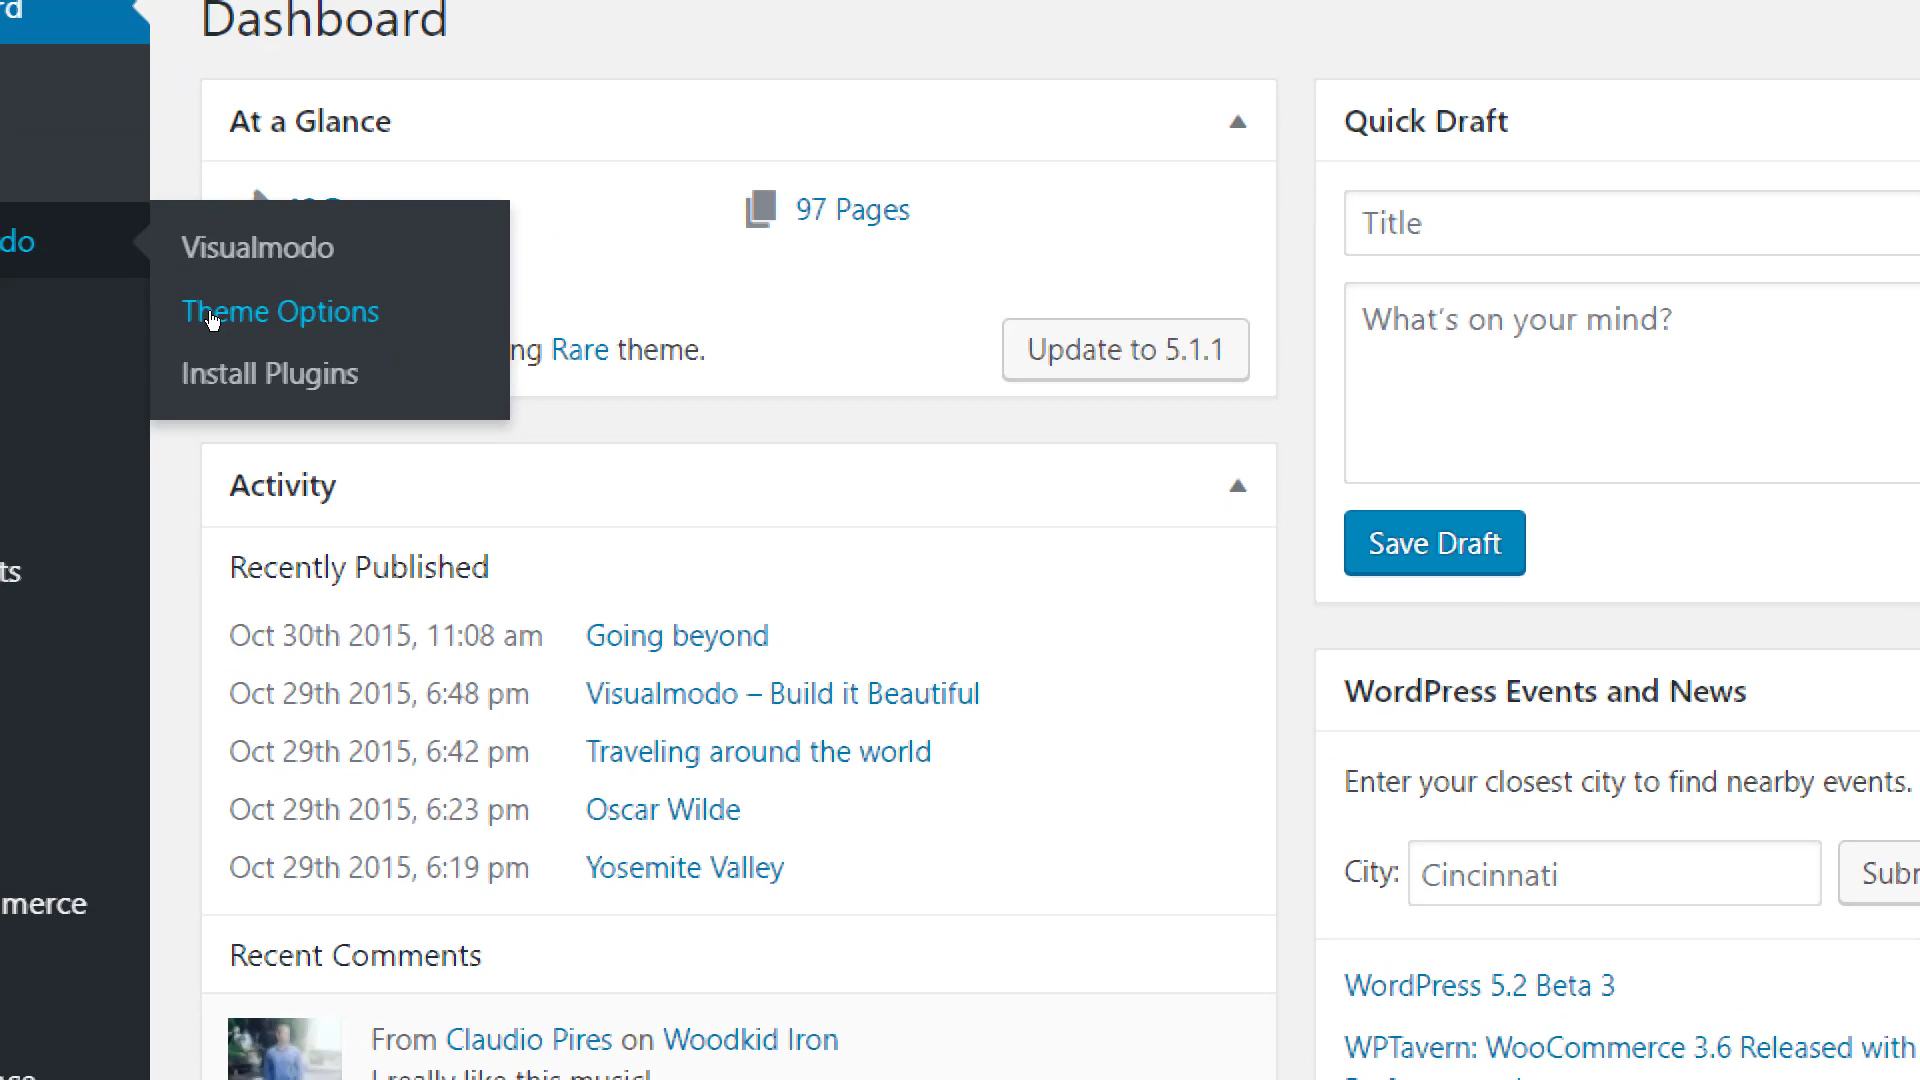 Dashboard
At a Glance
97 Pages
ng Rare theme.
Update to 5.1.1
do
Visualmodo
Theme Options
Install Plugins
Activity
Recently Published
Oct 30th 2015, 11:08 am Going beyond
Oct 29th 2015, 6:48 pm Visualmodo – Build it Beautiful
Oct 29th 2015, 6:42 pm Traveling around the world
Oct 29th 2015, 6:23 pm Oscar Wilde
Oct 29th 2015, 6:19 pm Yosemite Valley
ts
merce
Recent Comments
From Claudio Pires on Woodkid Iron
I really like this music!
Quick Draft
Title
What's on your mind?
Save Draft
WordPress Events and News
Enter your closest city to find nearby events.
City: Cincinnati
Subm
WordPress 5.2 Beta 3
WPTavern: WooCommerce 3.6 Released with